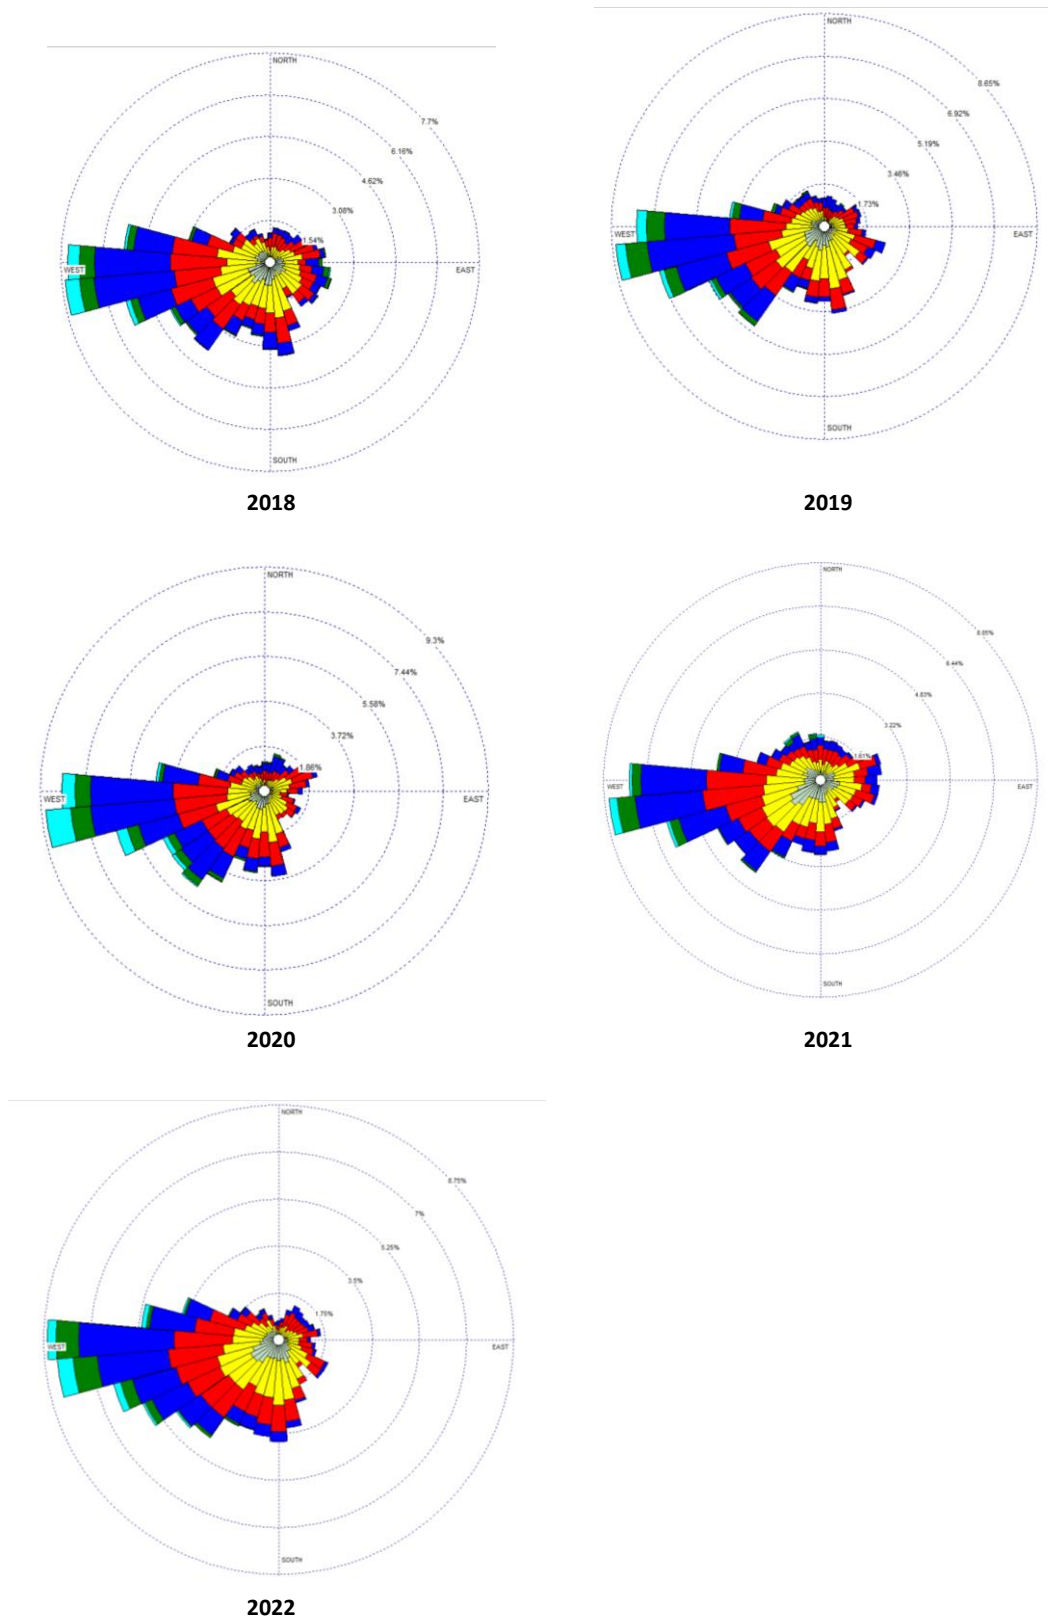 NORTH
7.7%
6.16%
4.62%
3.08%
1.54%
WEST
EAST
SOUTH
2018
NORTH
8.65%
6.92%
5.19%
3.46%
1.73%
WEST
EAST
SOUTH
2019
NORTH
9.3%
7.44%
5.58%
3.72%
1.86%
WEST
EAST
SOUTH
2020
NORTH
8.05%
6.44%
4.83%
3.22%
1.61%
WEST
EAST
SOUTH
2021
NORTH
8.75%
7%
5.25%
3.5%
1.75%
WEST
EAST
SOUTH
2022